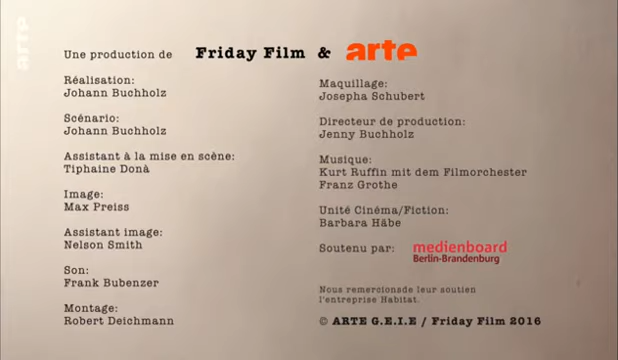 arte
Une production de Friday Film & arte
Réalisation:
Johann Buchholz
Scénario:
Johann Buchholz
Assistant à la mise en scène:
Tiphaine Donà
Image:
Max Preiss
Assistant image:
Nelson Smith
Son:
Frank Bubenzer
Montage:
Robert Deichmann
Maquillage:
Josepha Schubert
Directeur de production:
Jenny Buchholz
Musique:
Kurt Ruffin mit dem Filmorchester
Franz Grothe
Unité Cinéma/Fiction:
Barbara Häbe
Soutenu par: medienboard
Berlin-Brandenburg
Nous remercionsde leur soutien
l'entreprise Habitat.
© ARTE G.E.I.E / Friday Film 2016